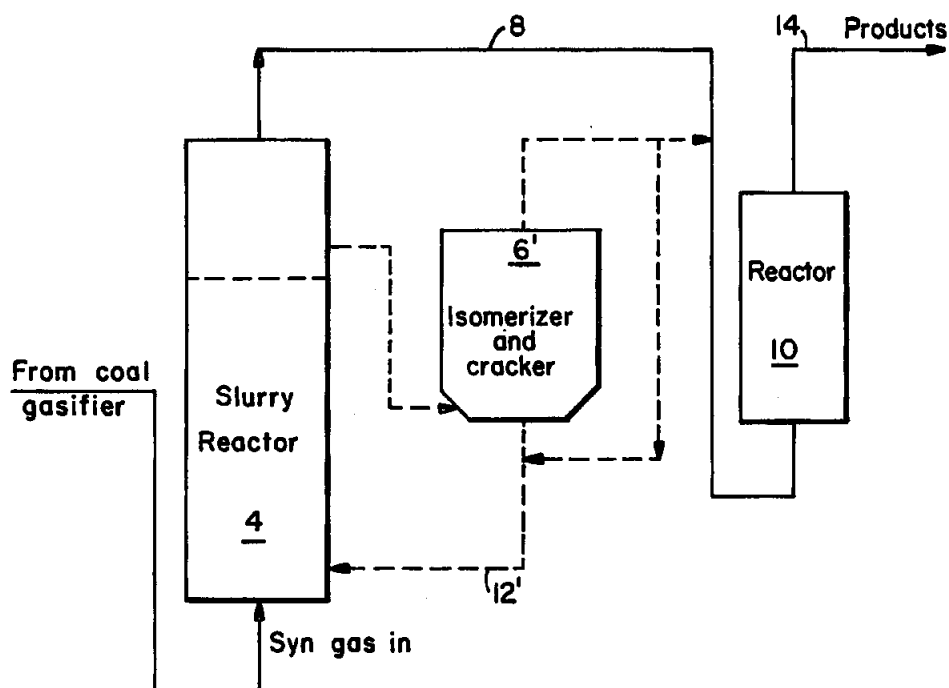 8
14
Products
6'
Isomerizer
and
cracker
Reactor
10
From coal
gasifier
Slurry
Reactor
4
12'
Syn gas in